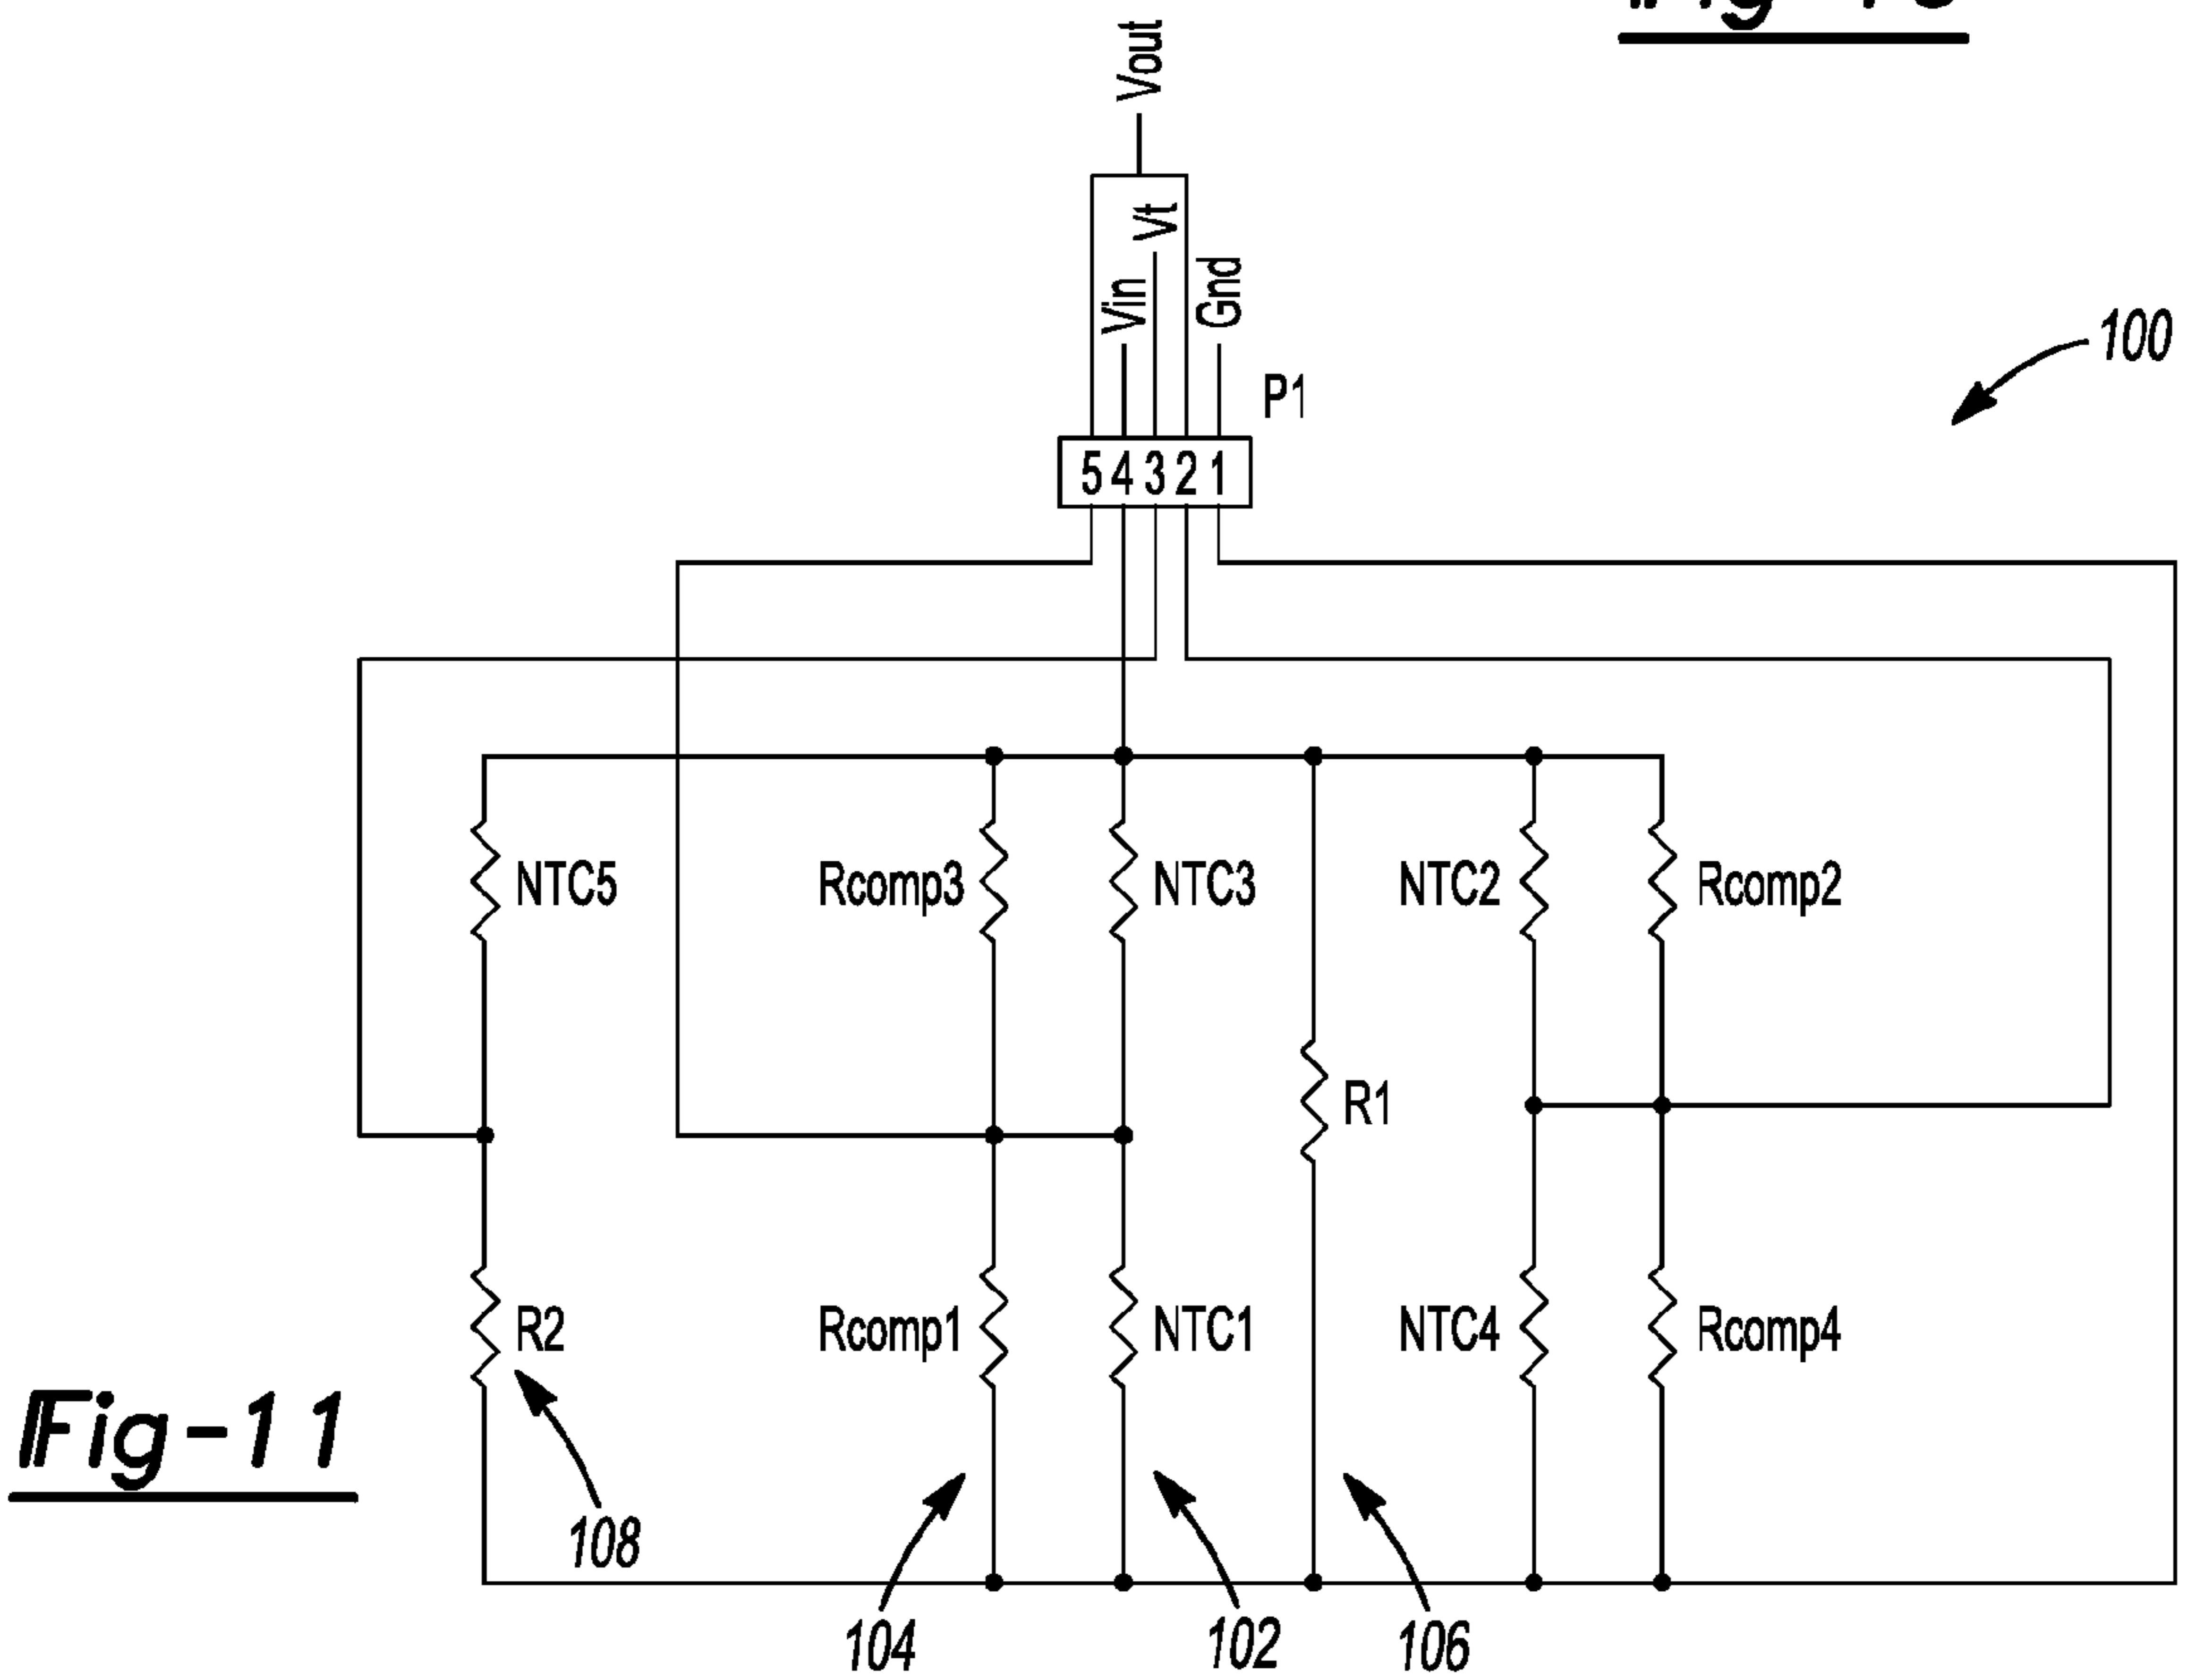 Vout
Vt
Vin
Gnd
P1
100
5 4 3 2 1
NTC5
Rcomp3
NTC3
NTC2
Rcomp2
R1
R2
Rcomp1
NTC1
NTC4
Rcomp4
Fig-11
108
104
102
106